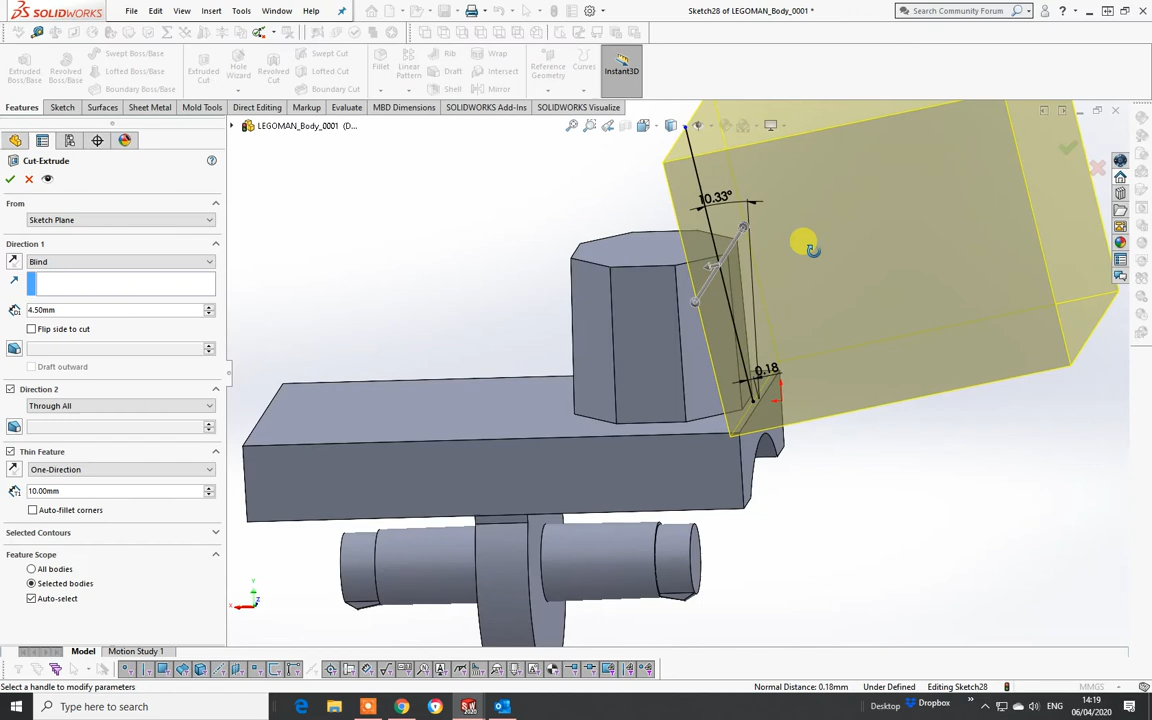 SOLIDWORKS File Edit View Insert Tools Window Help Sketch28 of LEGOMAN_Body_0001 * Search Community Forum
Extruded Boss/Base Revolved Boss/Base Swept Boss/Base Lofted Boss/Base Boundary Boss/Base Extruded Cut Hole Wizard Revolved Cut Swept Cut Lofted Cut Boundary Cut Fillet Linear Pattern Rib Draft Shell Wrap Intersect Mirror Reference Geometry Curves Instant3D
Features Sketch Surfaces Sheet Metal Mold Tools Direct Editing Markup Evaluate MBD Dimensions SOLIDWORKS Add-Ins SOLIDWORKS Visualize
LEGOMAN_Body_0001 (D...
Cut-Extrude
From
Sketch Plane
Direction 1
Blind
4.50mm
Flip side to cut
Draft outward
Direction 2
Through All
Thin Feature
One-Direction
10.00mm
Auto-fillet corners
Selected Contours
Feature Scope
All bodies
Selected bodies
Auto-select
10.33°
0.18
Y
X
Z
Model Motion Study 1
Select a handle to modify parameters Normal Distance: 0.18mm Under Defined Editing Sketch28 MMGS
Type here to search Desktop Dropbox ENG 14:19
06/04/2020